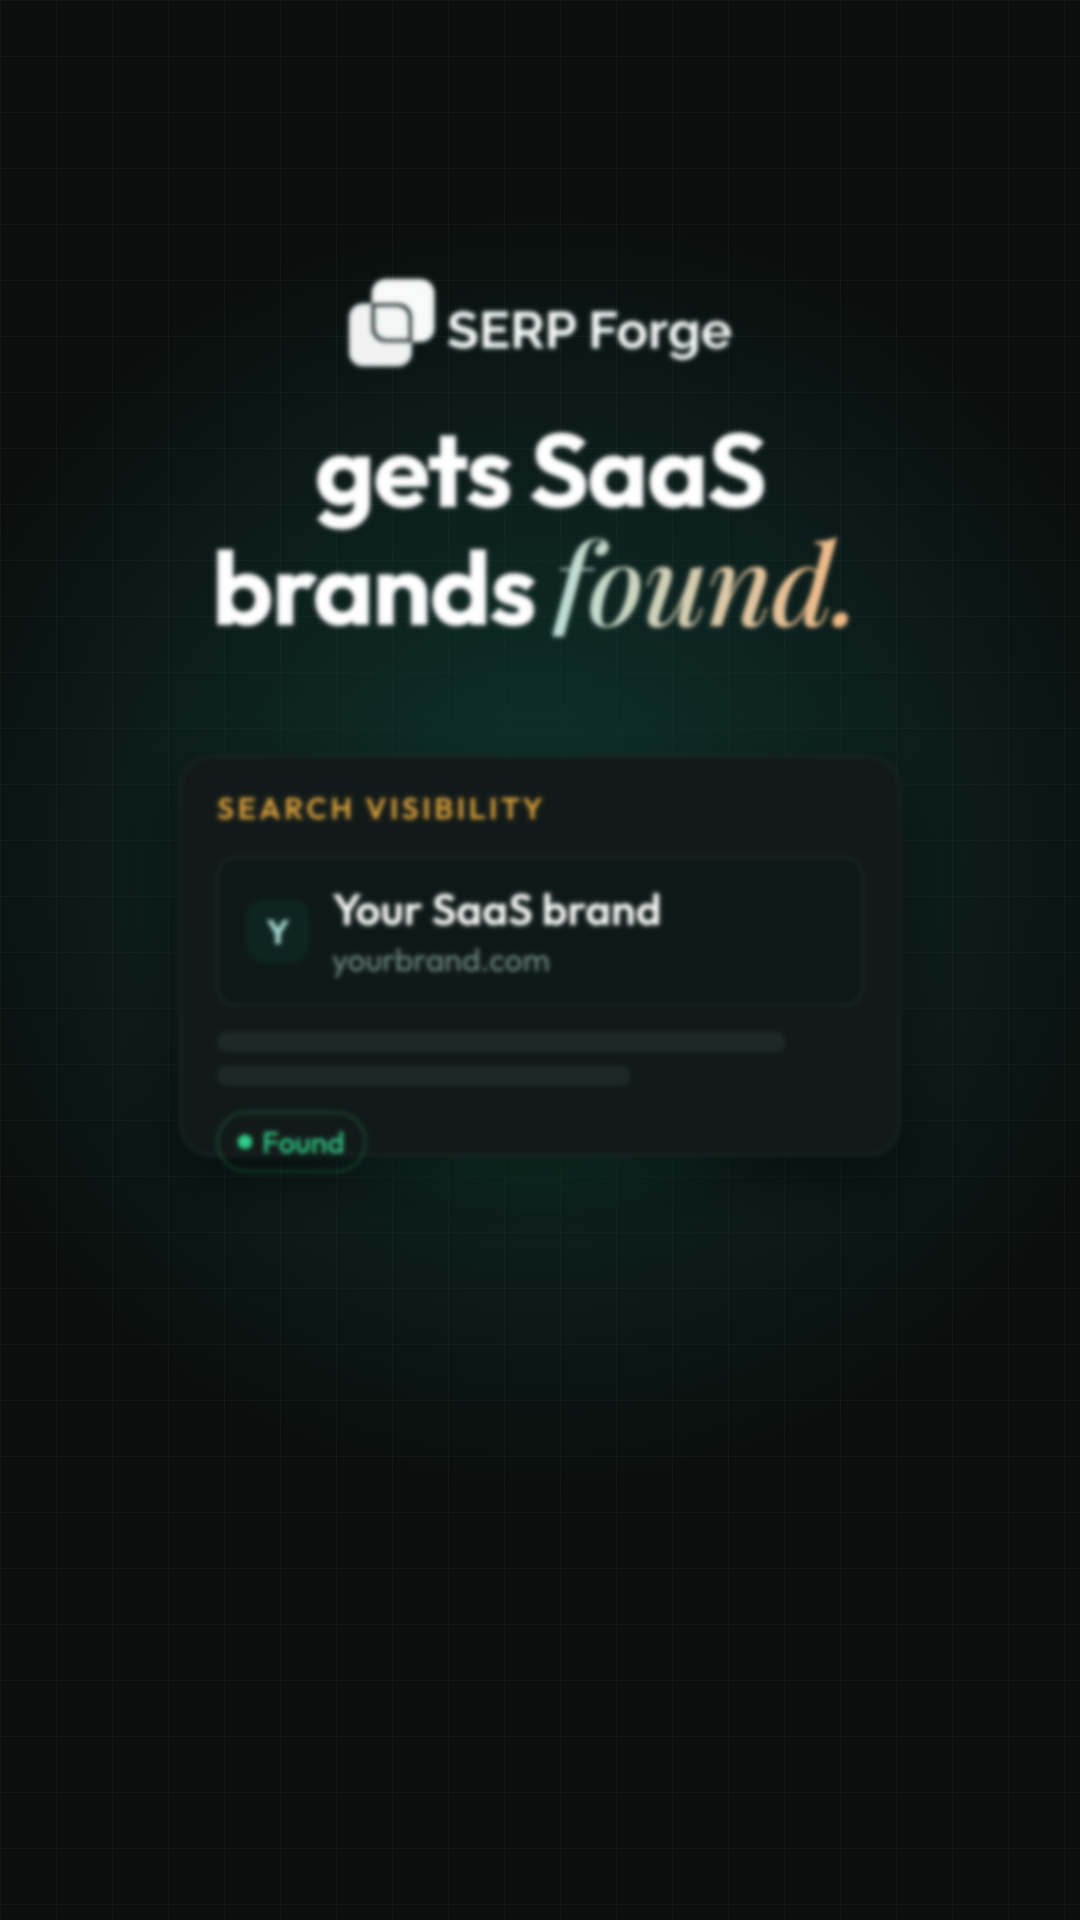 SERP Forge
gets SaaS
brands found.
SEARCH VISIBILITY
Y
Your SaaS brand
yourbrand.com
Found